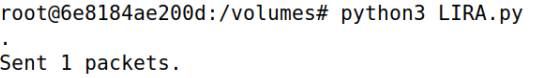 root@6e8184ae200d:/volumes# python3 LIRA.py
.
Sent 1 packets.